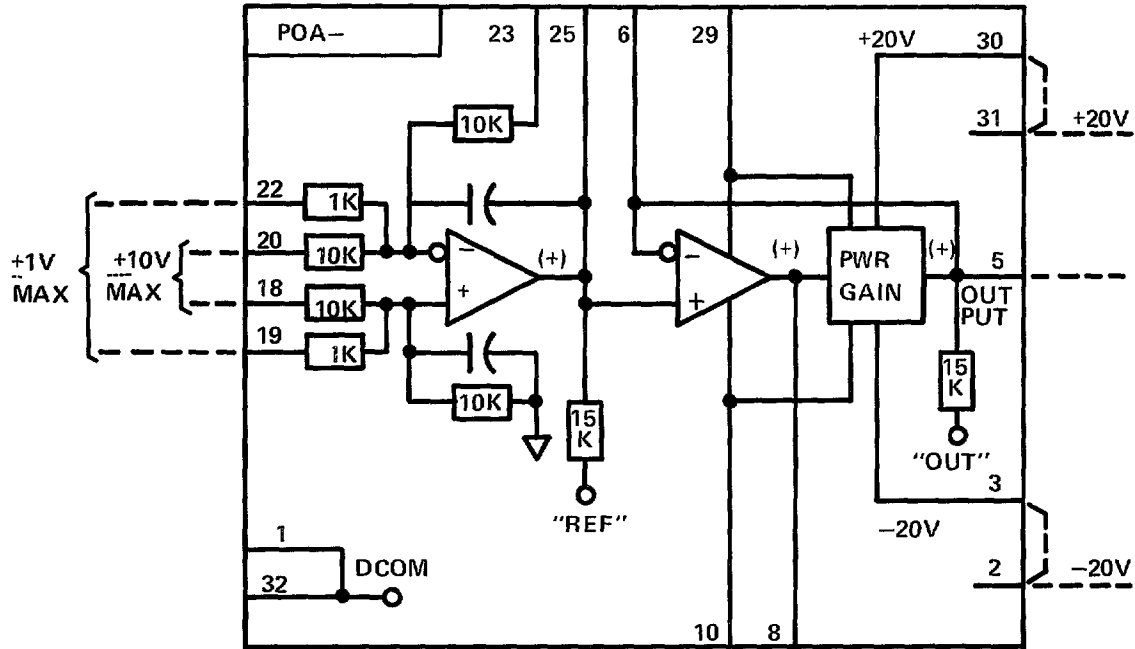 POA—
23
25
6
29
+20V
30
10K
31
+20V
22
1K
20
10K
−
(+)
18
10K
+
19
1K
±1V
MAX
±10V
MAX
10K
15
K
"REF"
−
(+)
+
PWR
GAIN
(+)
5
OUT
PUT
15
K
"OUT"
3
−20V
2
−20V
1
32
DCOM
10
8